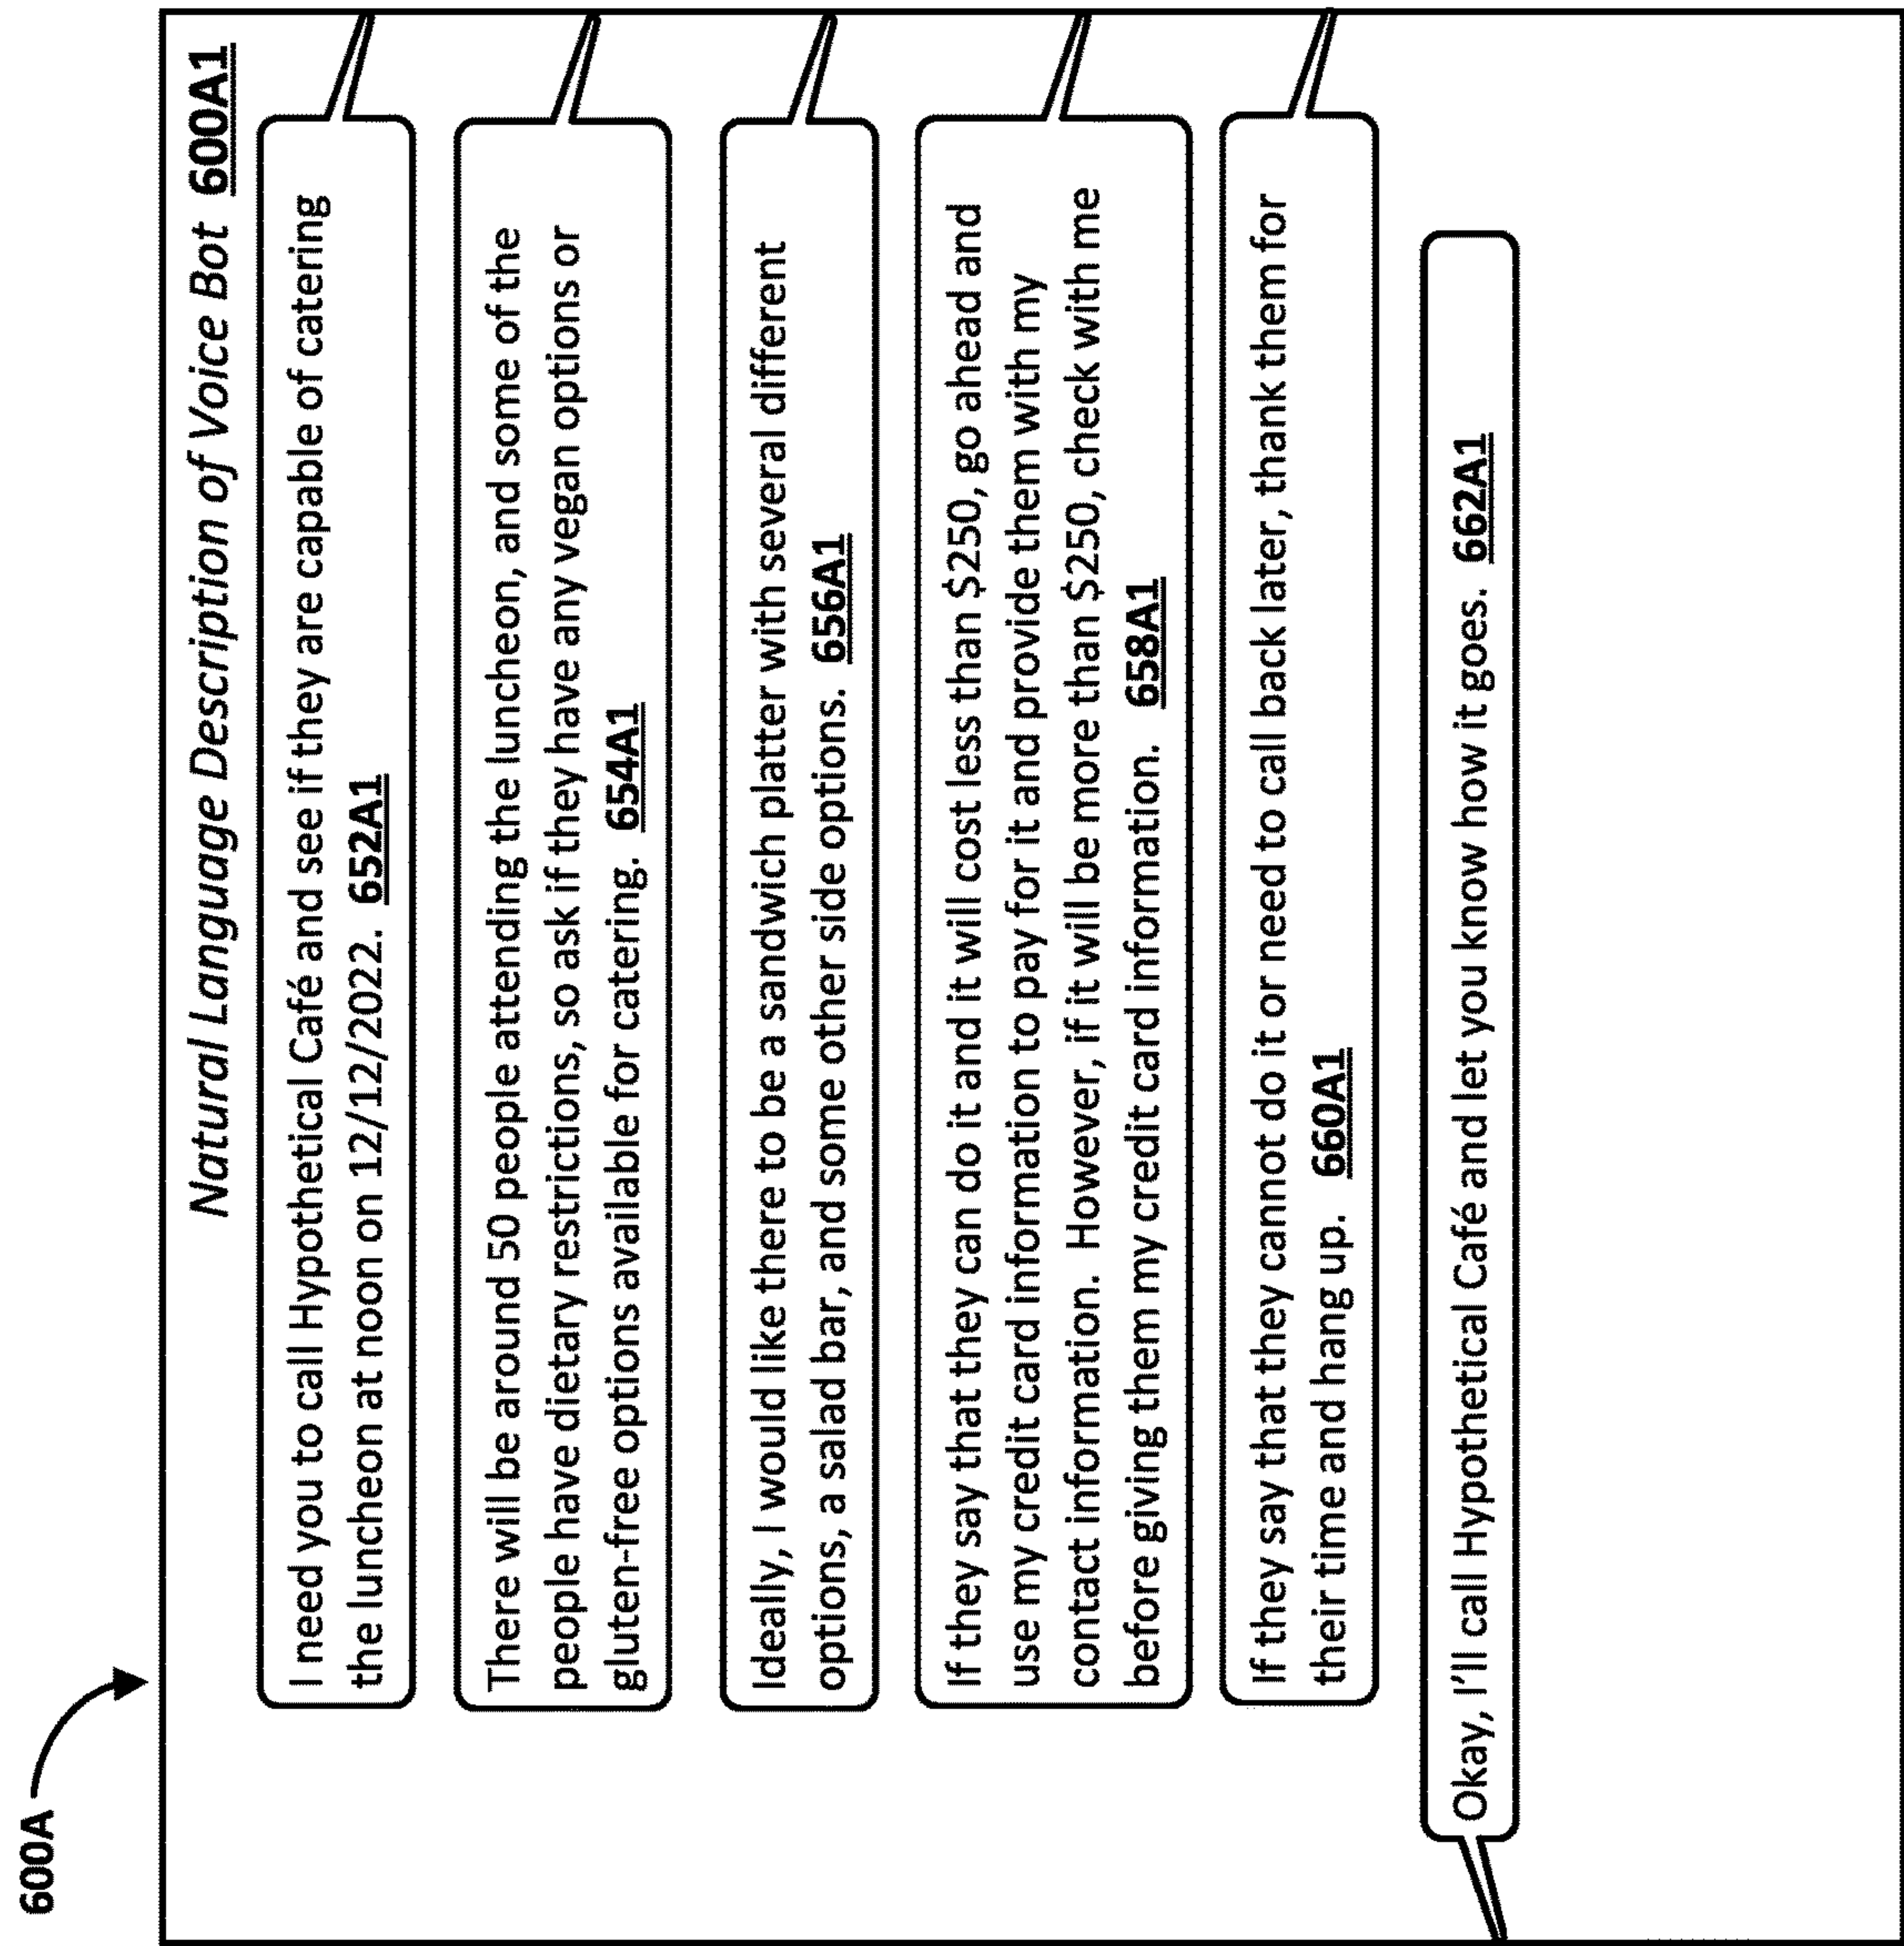 600A
Natural Language Description of Voice Bot 600A1
I need you to call Hypothetical Café and see if they are capable of catering
the luncheon at noon on 12/12/2022. 652A1
There will be around 50 people attending the luncheon, and some of the
people have dietary restrictions, so ask if they have any vegan options or
gluten-free options available for catering. 654A1
Ideally, I would like there to be a sandwich platter with several different
options, a salad bar, and some other side options. 656A1
If they say that they can do it and it will cost less than $250, go ahead and
use my credit card information to pay for it and provide them with my
contact information. However, if it will be more than $250, check with me
before giving them my credit card information. 658A1
If they say that they cannot do it or need to call back later, thank them for
their time and hang up. 660A1
Okay, I'll call Hypothetical Café and let you know how it goes. 662A1